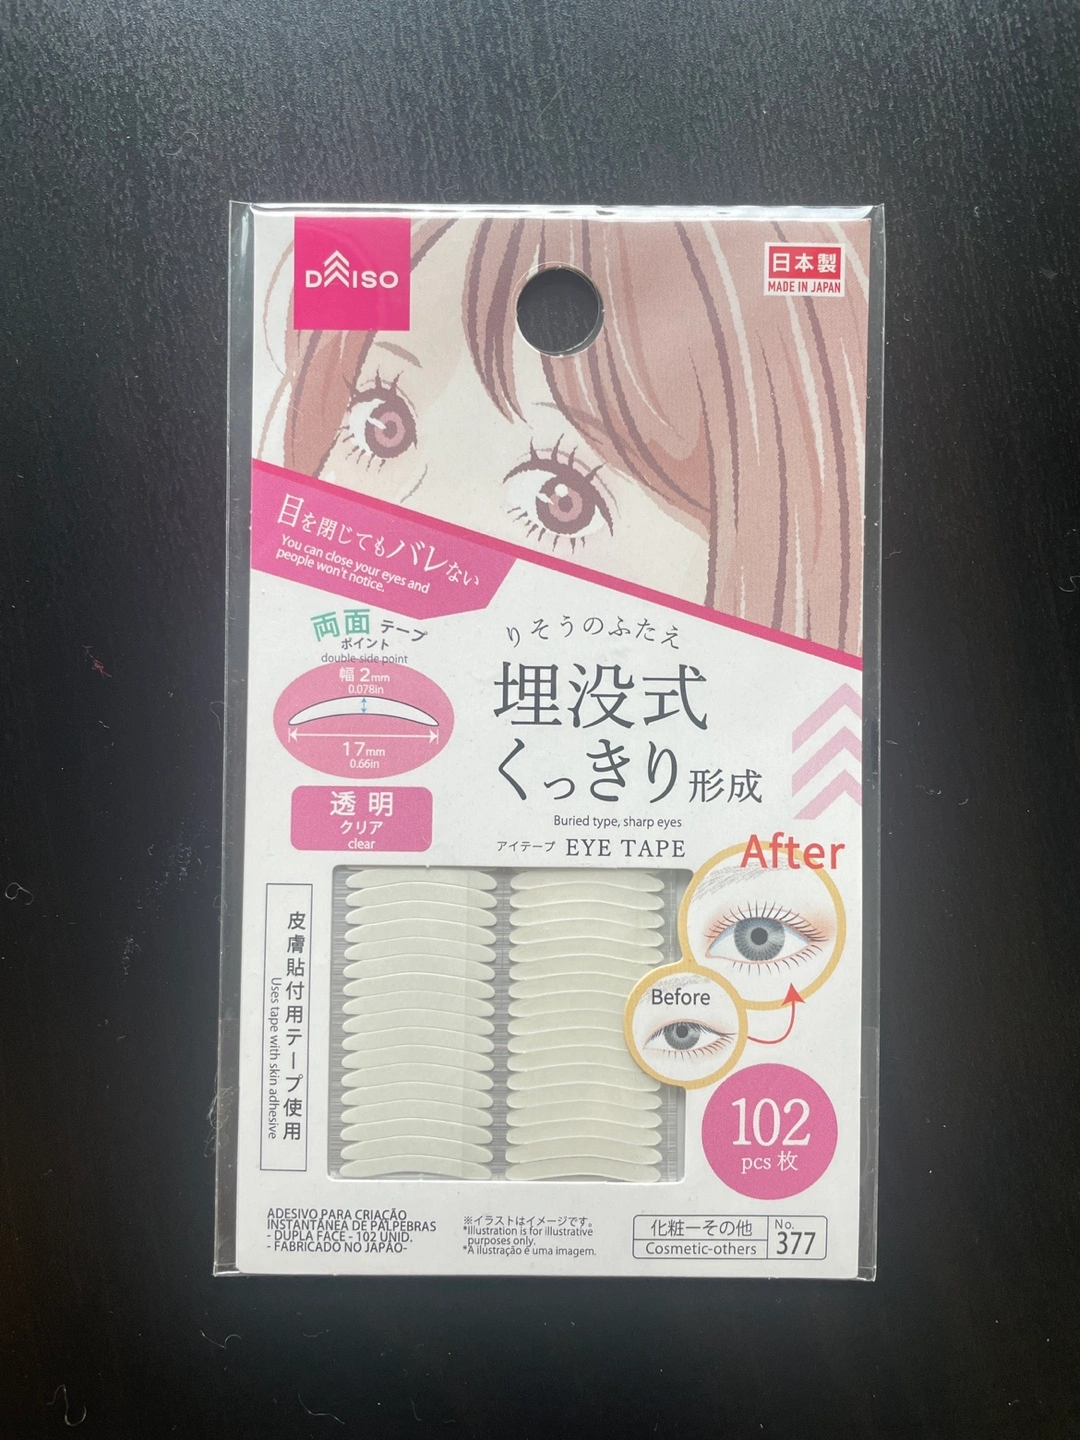 DAISO
日本製
MADE IN JAPAN
目を閉じてもバレない
You can close your eyes and
people won't notice.
両面テープ
ポイント
double-side point
幅 2mm
0.078in
17mm
0.66in
透明
クリア
clear
りそうのふたえ
埋没式
くっきり形成
Buried type, sharp eyes
アイテープ EYE TAPE
After
Before
皮膚貼付用テープ使用
Uses tape with skin adhesive
102
pcs 枚
ADESIVO PARA CRIAÇÃO
INSTANTÂNEA DE PÁLPEBRAS
- DUPLA FACE - 102 UNID.
- FABRICADO NO JAPÃO-
※イラストはイメージです。
*Illustration is for illustrative
purposes only.
*A ilustração é uma imagem.
化粧ーその他
Cosmetic-others
No.
377